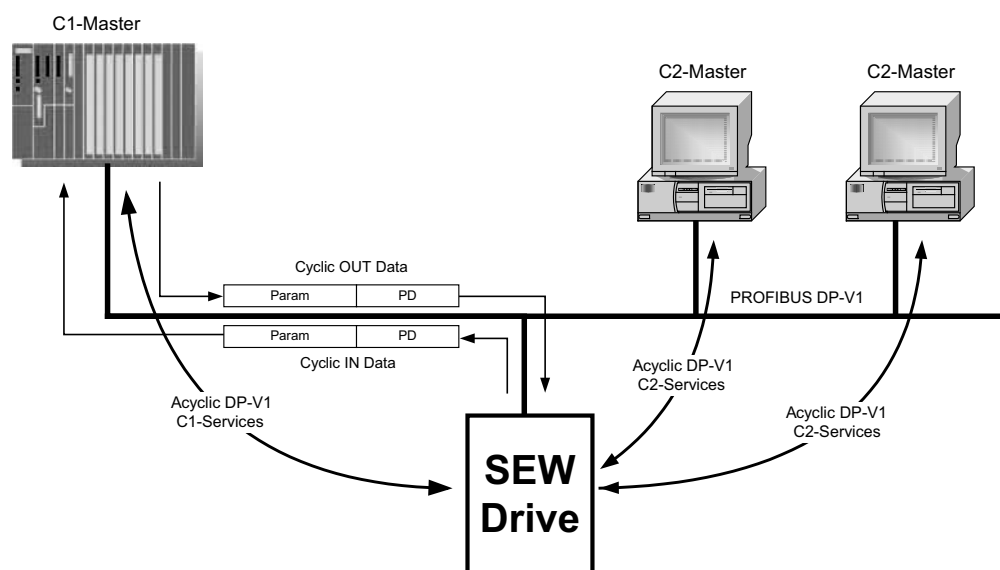 C1-Master
C2-Master
C2-Master
Cyclic OUT Data
Param
PD
PROFIBUS DP-V1
Param
PD
Cyclic IN Data
Acyclic DP-V1
C2-Services
Acyclic DP-V1
C1-Services
Acyclic DP-V1
C2-Services
SEW
Drive